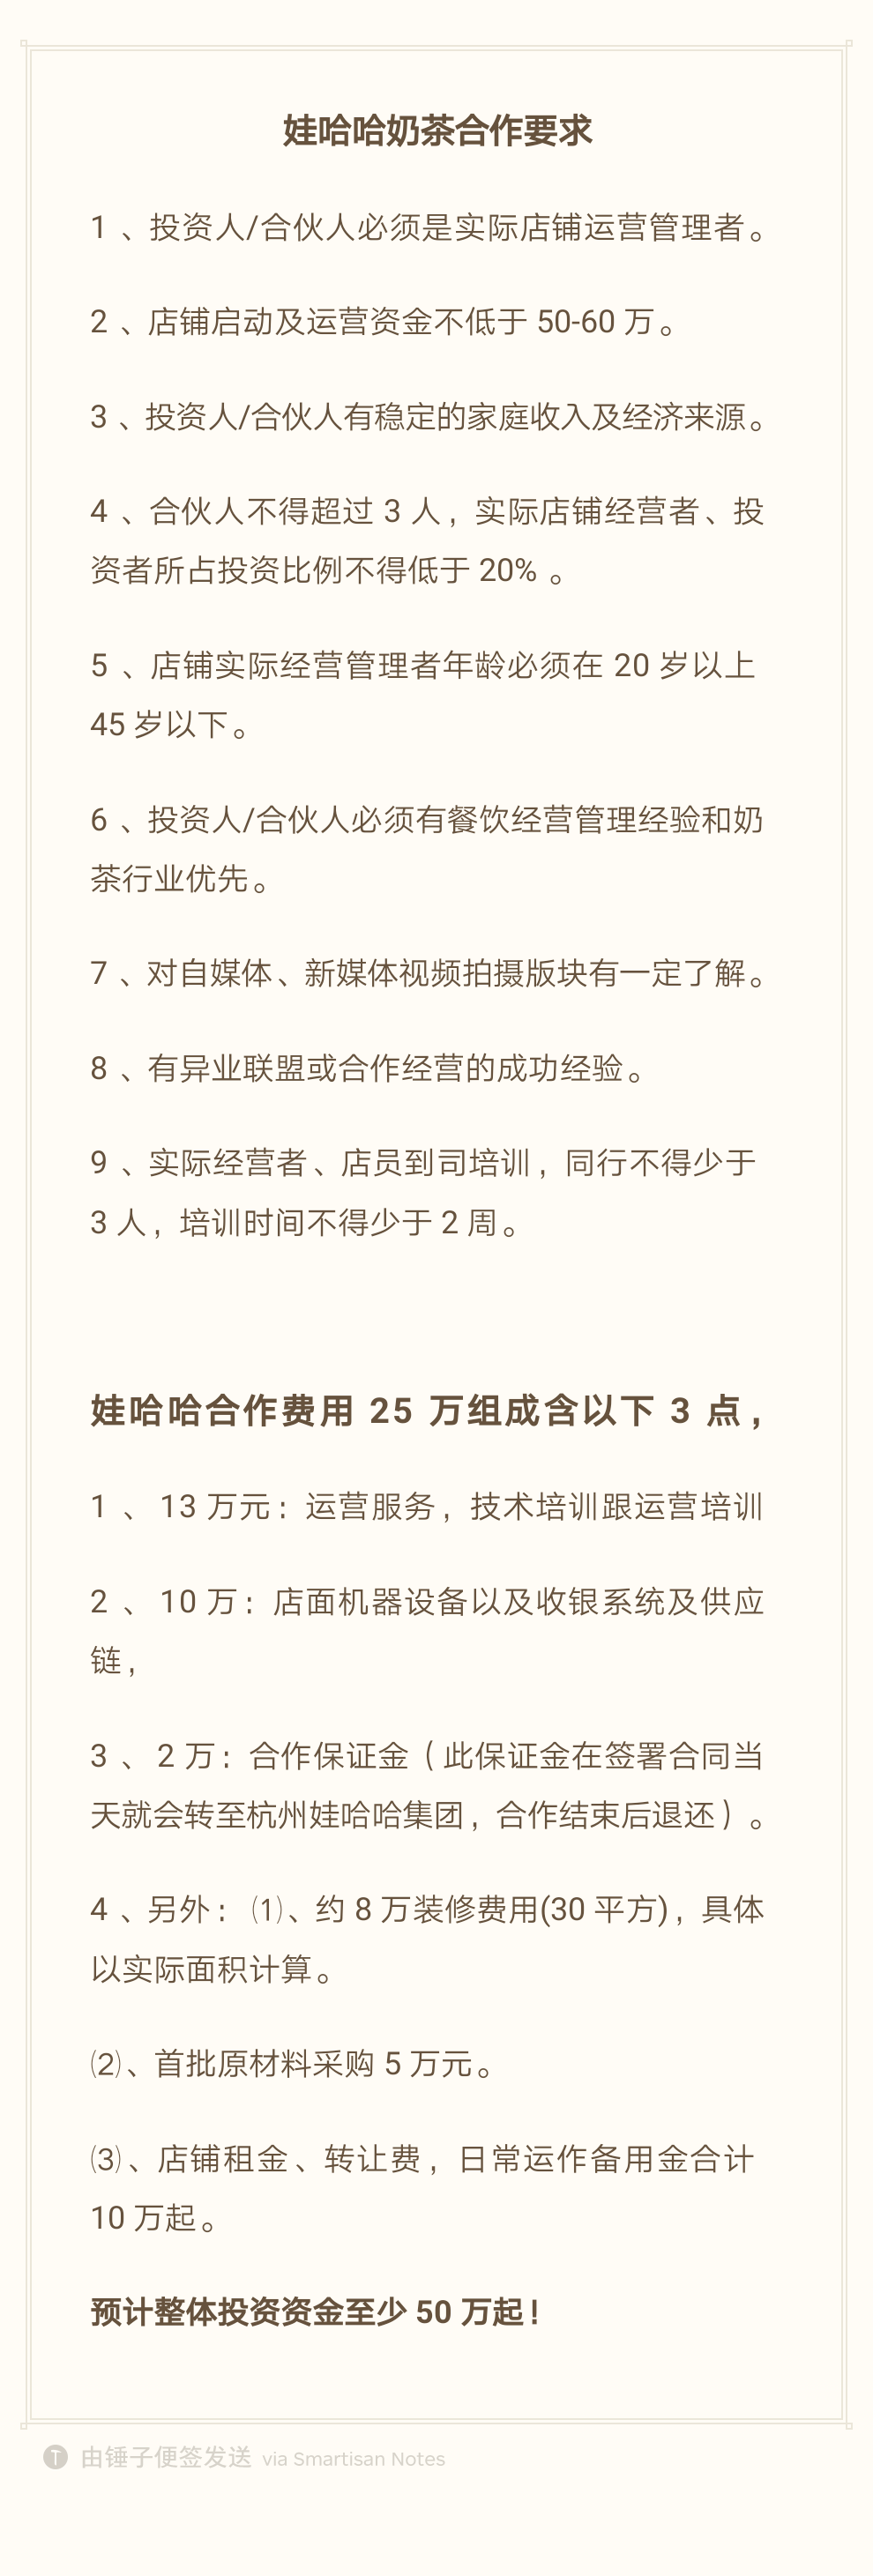 娃哈哈奶茶合作要求
1 、投资人/合伙人必须是实际店铺运营管理者。
2 、店铺启动及运营资金不低于 50-60 万。
3 、投资人/合伙人有稳定的家庭收入及经济来源。
4 、合伙人不得超过 3 人，实际店铺经营者、投
资者所占投资比例不得低于 20% 。
5 、店铺实际经营管理者年龄必须在 20 岁以上
45 岁以下。
6 、投资人/合伙人必须有餐饮经营管理经验和奶
茶行业优先。
7 、对自媒体、新媒体视频拍摄版块有一定了解。
8 、有异业联盟或合作经营的成功经验。
9 、实际经营者、店员到司培训，同行不得少于
3 人，培训时间不得少于 2 周。
娃哈哈合作费用 25 万组成含以下 3 点，
1 、 13 万元：运营服务，技术培训跟运营培训
2 、 10 万：店面机器设备以及收银系统及供应
链，
3 、 2 万：合作保证金（此保证金在签署合同当
天就会转至杭州娃哈哈集团，合作结束后退还）。
4 、另外：⑴、约 8 万装修费用(30 平方)，具体
以实际面积计算。
⑵、首批原材料采购 5 万元。
⑶、店铺租金、转让费，日常运作备用金合计
10 万起。
预计整体投资资金至少 50 万起！
由锤子便签发送 via Smartisan Notes